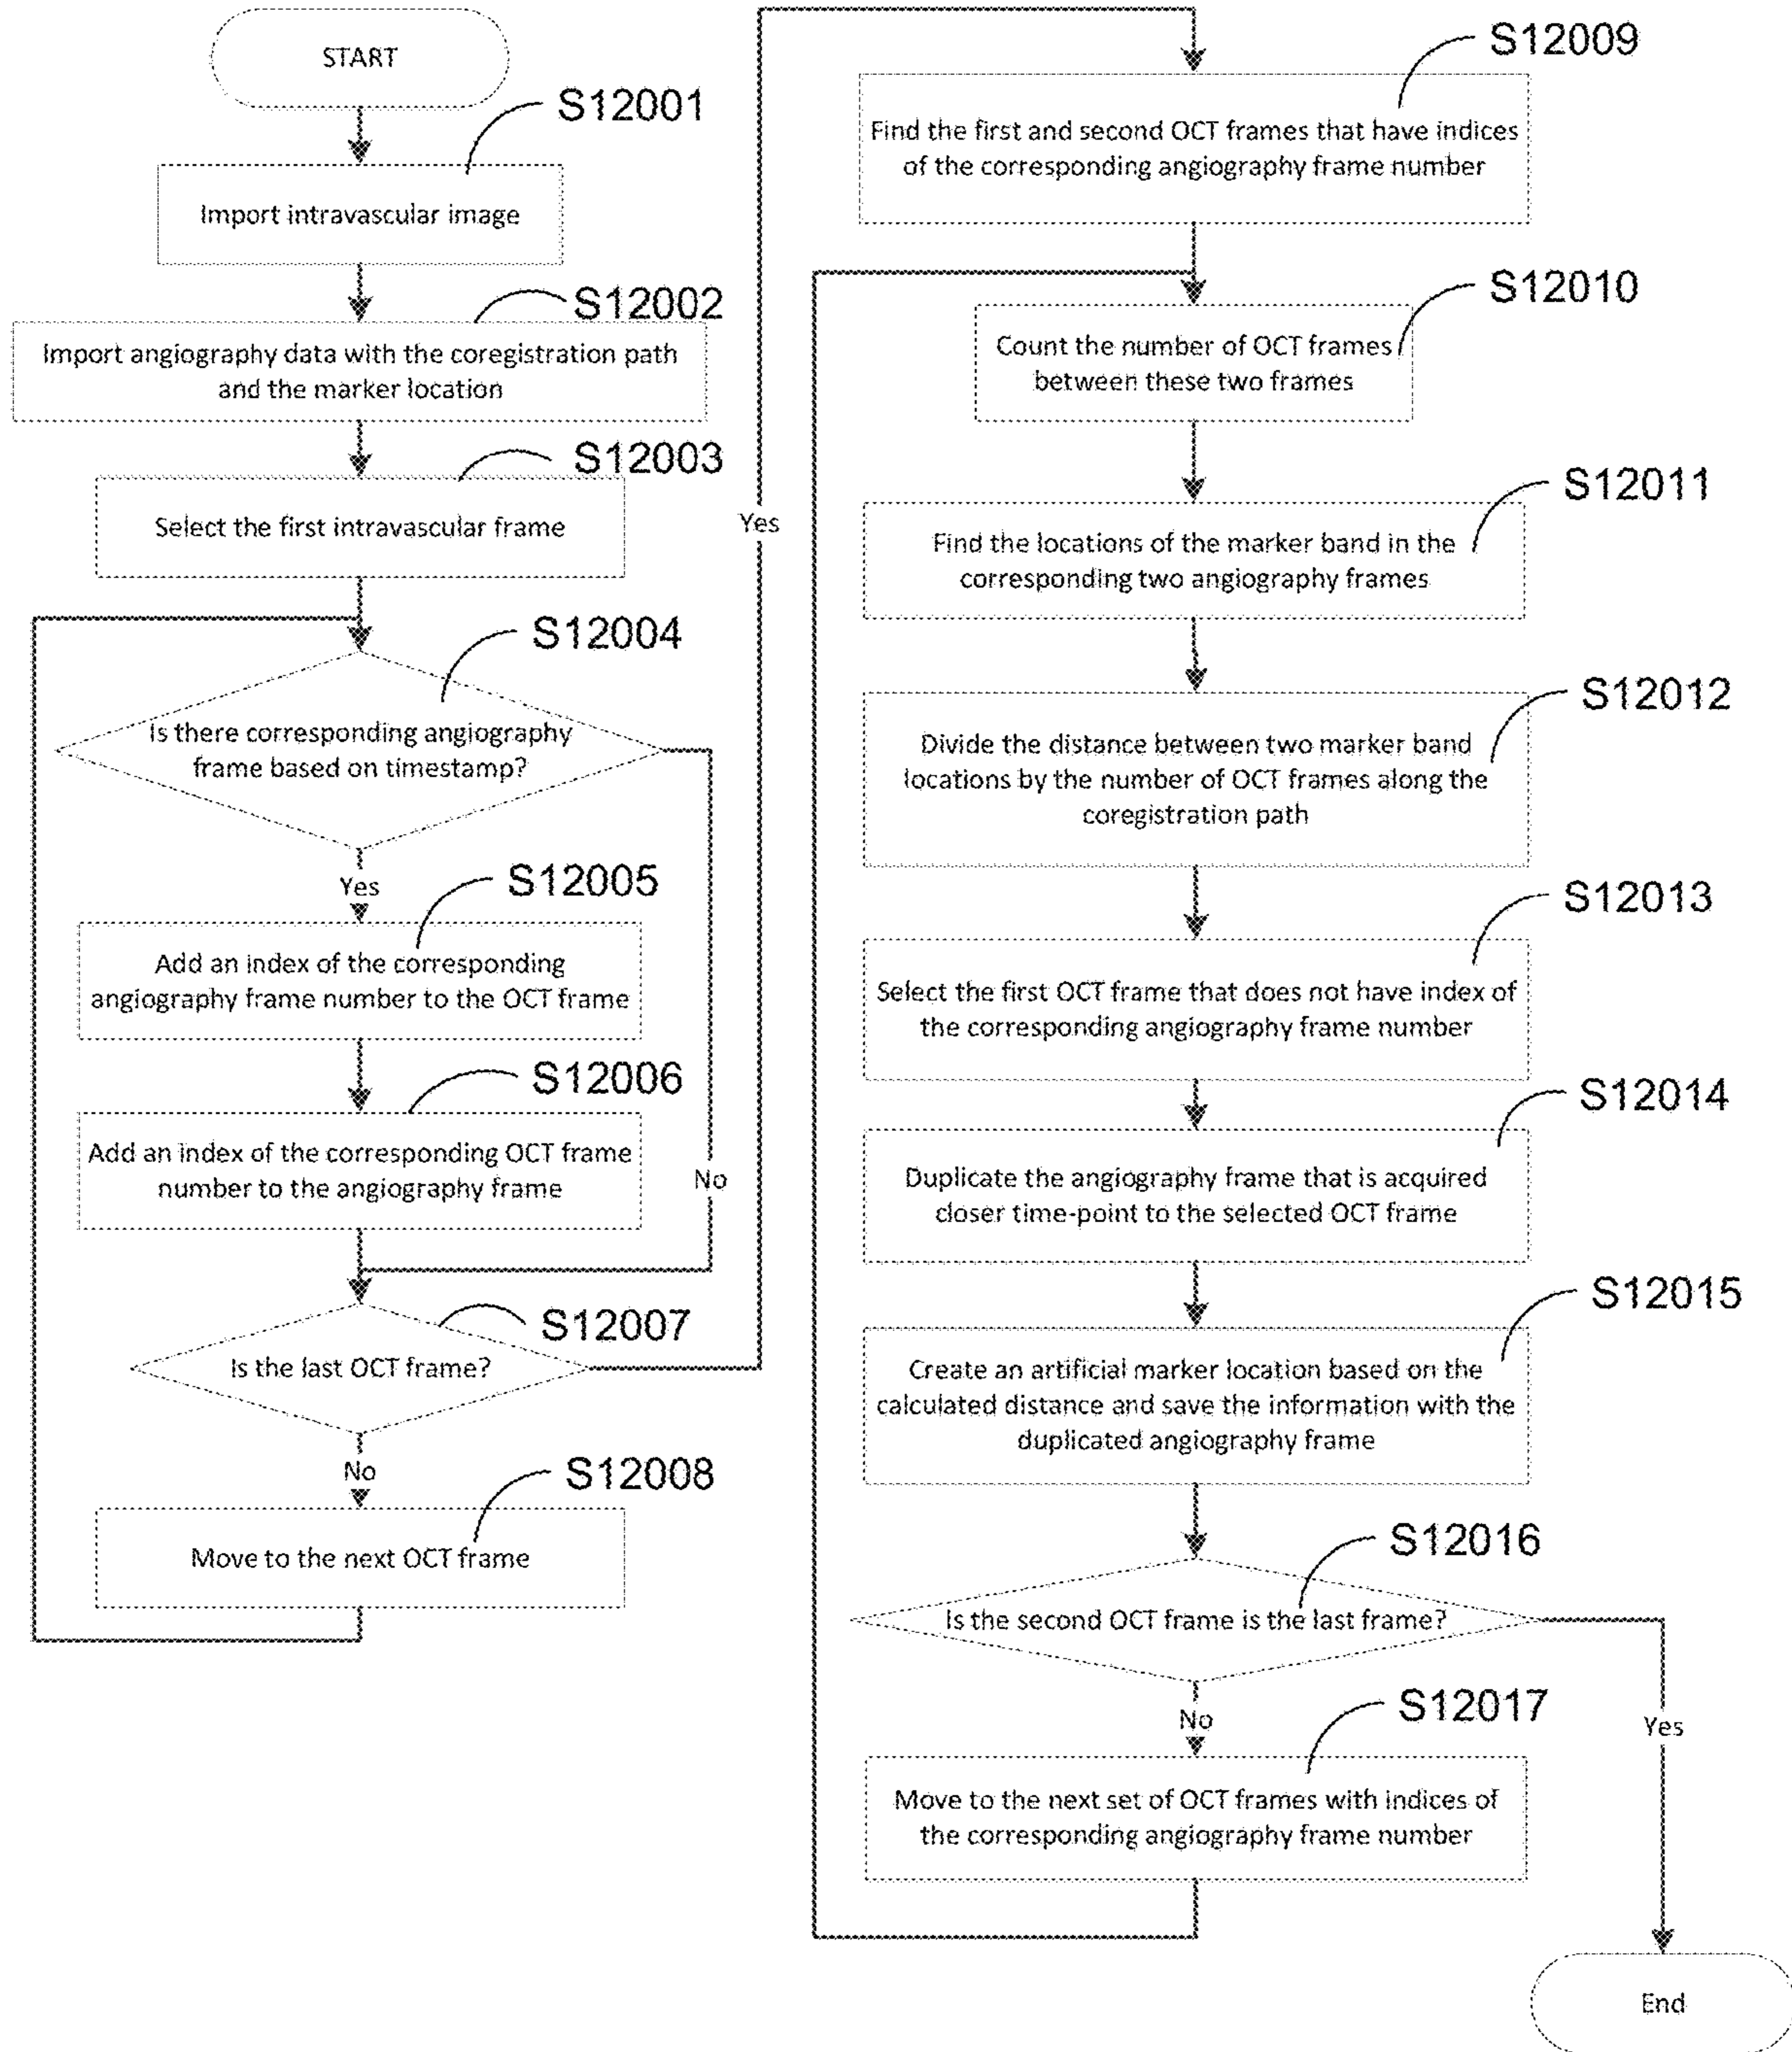 START
S12001
Import intravascular image
S12002
Import angiography data with the coregistration path
and the marker location
S12003
Select the first intravascular frame
S12004
Is there corresponding angiography
frame based on timestamp?
Yes
S12005
Add an index of the corresponding
angiography frame number to the OCT frame
S12006
Add an index of the corresponding OCT frame
number to the angiography frame
No
S12007
Is the last OCT frame?
Yes
No
S12008
Move to the next OCT frame
S12009
Find the first and second OCT frames that have indices
of the corresponding angiography frame number
S12010
Count the number of OCT frames
between these two frames
S12011
Find the locations of the marker band in the
corresponding two angiography frames
S12012
Divide the distance between two marker band
locations by the number of OCT frames along the
coregistration path
S12013
Select the first OCT frame that does not have index of
the corresponding angiography frame number
S12014
Duplicate the angiography frame that is acquired
closer time-point to the selected OCT frame
S12015
Create an artificial marker location based on the
calculated distance and save the information with the
duplicated angiography frame
S12016
Is the second OCT frame is the last frame?
No
S12017
Yes
Move to the next set of OCT frames with indices of
the corresponding angiography frame number
End